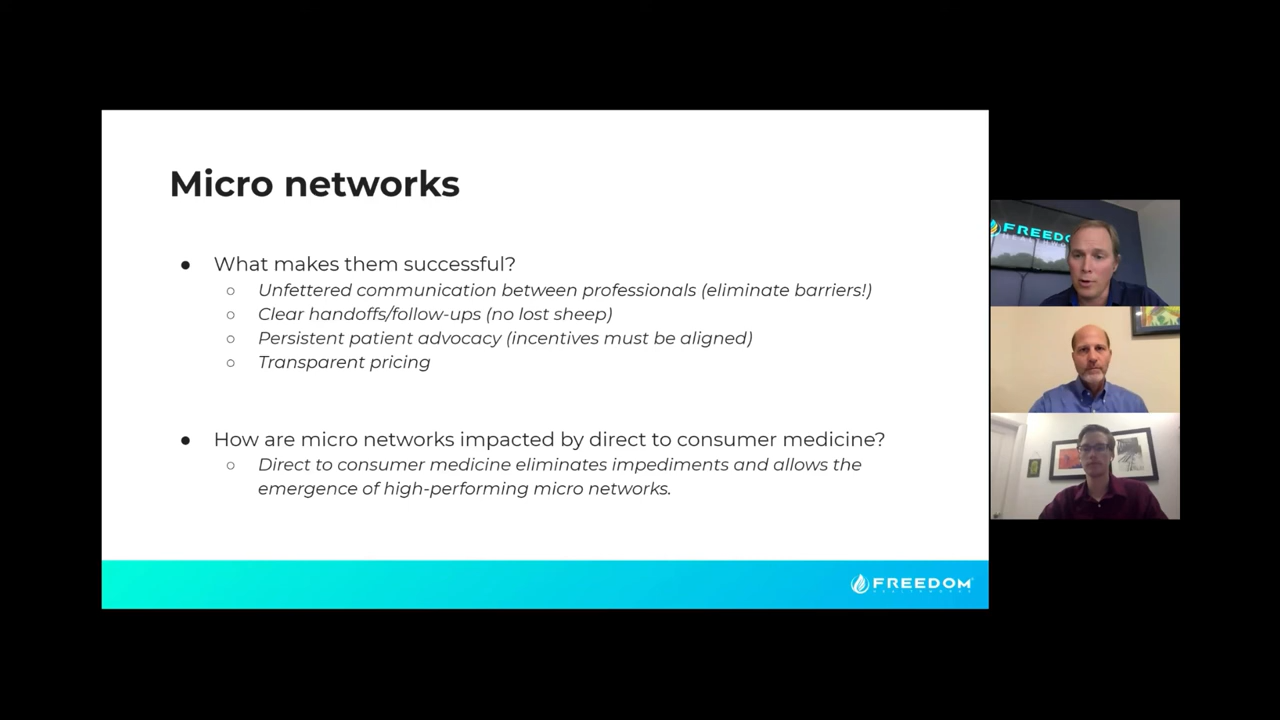 Micro networks
● What makes them successful?
○ Unfettered communication between professionals (eliminate barriers!)
○ Clear handoffs/follow-ups (no lost sheep)
○ Persistent patient advocacy (incentives must be aligned)
○ Transparent pricing
● How are micro networks impacted by direct to consumer medicine?
○ Direct to consumer medicine eliminates impediments and allows the
emergence of high-performing micro networks.
FREEDOM
HEALTHWORKS
FREEDO